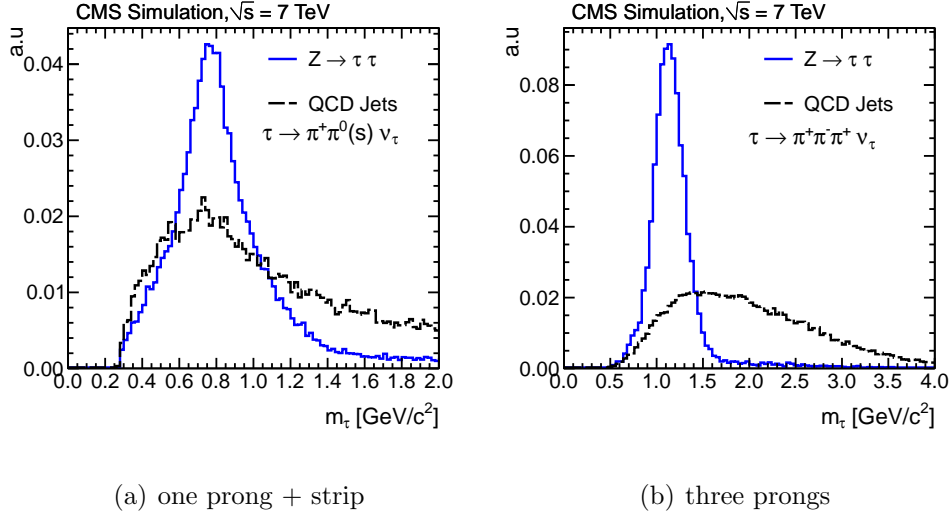 CMS Simulation, √s = 7 TeV
a.u
Z → τ τ
QCD Jets
τ → π⁺π⁰(s) ν_τ
0.04
0.03
0.02
0.01
0.00
0.0 0.2 0.4 0.6 0.8 1.0 1.2 1.4 1.6 1.8 2.0
m_τ [GeV/c²]
(a) one prong + strip
CMS Simulation, √s = 7 TeV
a.u
Z → τ τ
QCD Jets
τ → π⁺π⁻π⁺ ν_τ
0.08
0.06
0.04
0.02
0.00
0.0 0.5 1.0 1.5 2.0 2.5 3.0 3.5 4.0
m_τ [GeV/c²]
(b) three prongs